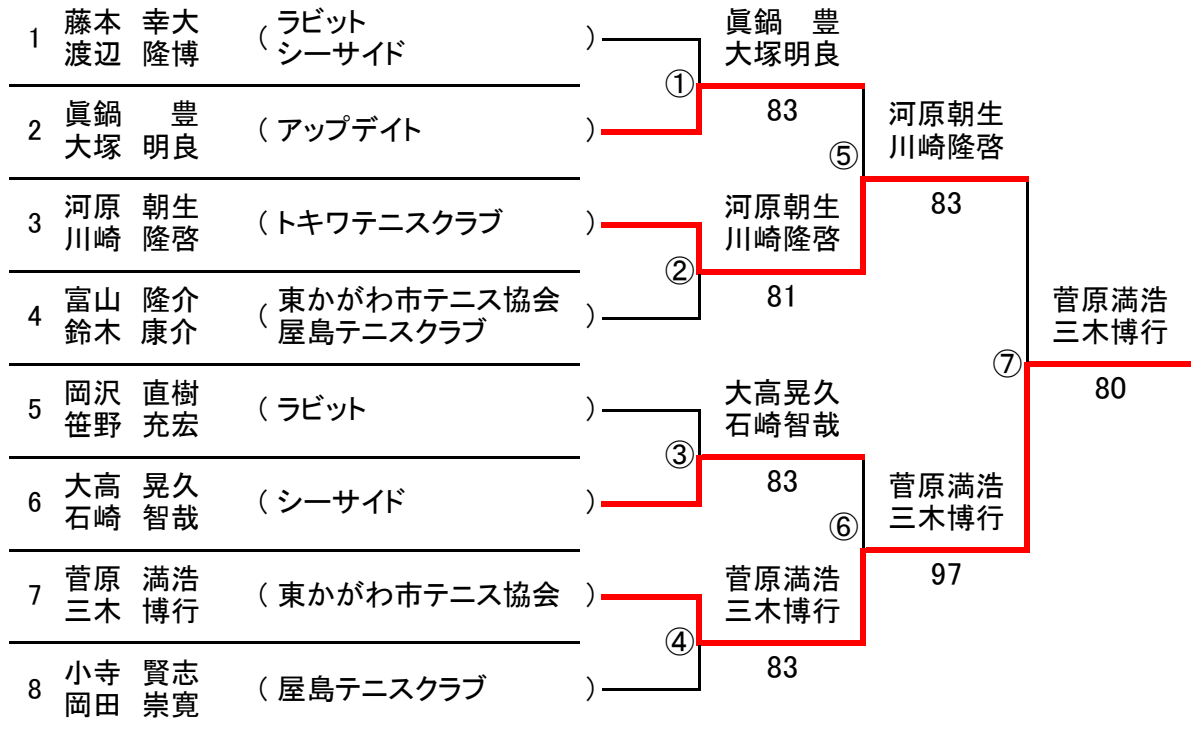 1 藤本 幸大 ( ラビット )
渡辺 隆博 シーサイド
2 眞鍋 豊 ( アップデイト )
大塚 明良
3 河原 朝生 ( トキワテニスクラブ )
川崎 隆啓
4 富山 隆介 ( 東かがわ市テニス協会 )
鈴木 康介 屋島テニスクラブ
5 岡沢 直樹 ( ラビット )
笹野 充宏
6 大高 晃久 ( シーサイド )
石崎 智哉
7 菅原 満浩 ( 東かがわ市テニス協会 )
三木 博行
8 小寺 賢志 ( 屋島テニスクラブ )
岡田 崇寛
眞鍋 豊
大塚明良
①
83
河原朝生
川崎隆啓
②
81
大高晃久
石崎智哉
③
83
菅原満浩
三木博行
④
83
河原朝生
川崎隆啓
⑤
83
菅原満浩
三木博行
⑥
97
菅原満浩
三木博行
⑦
80